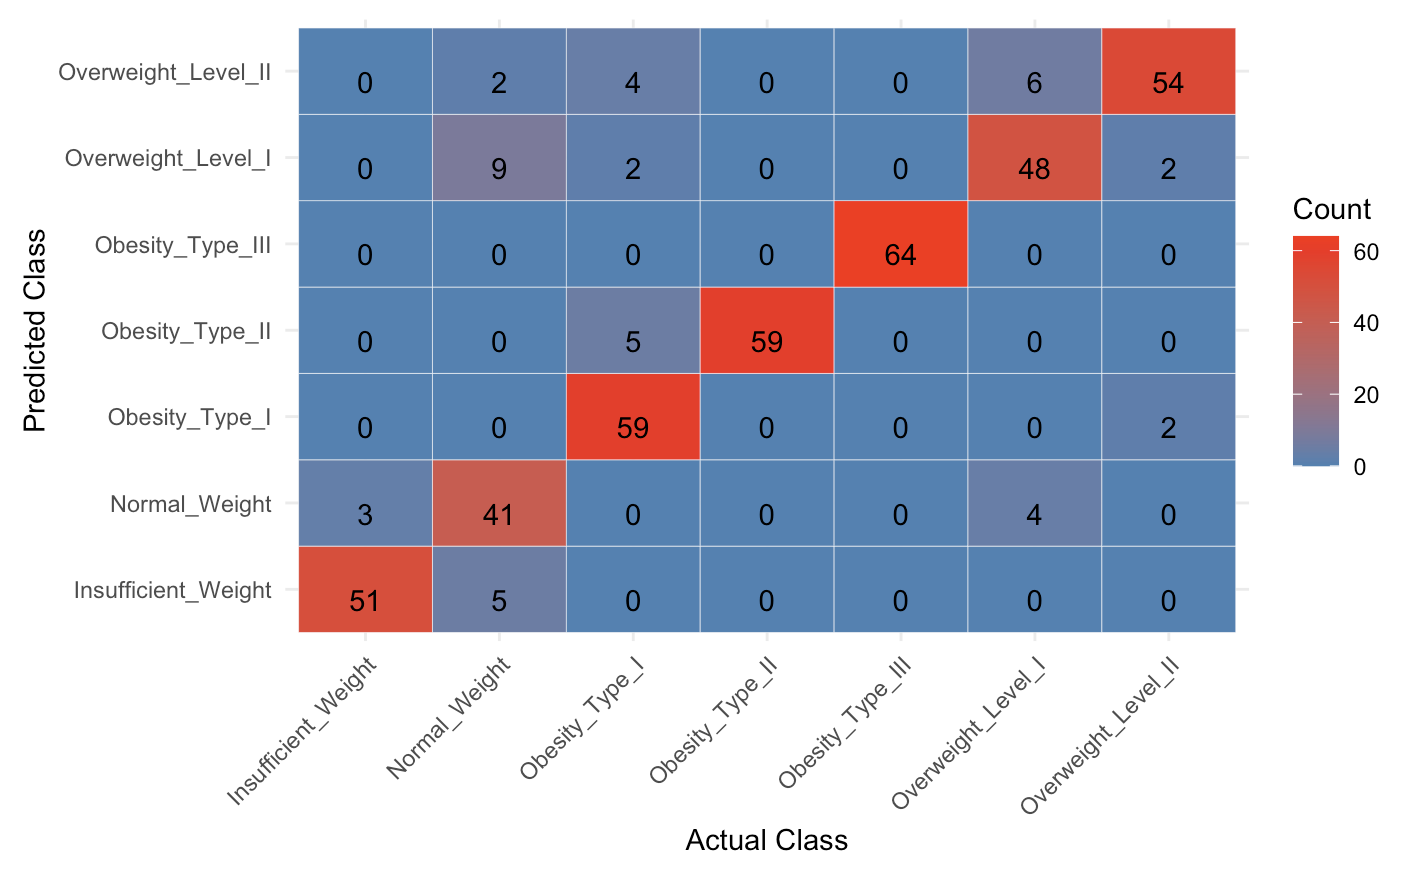 Overweight_Level_II 0 2 4 0 0 6 54
Overweight_Level_I 0 9 2 0 0 48 2
Obesity_Type_III 0 0 0 0 64 0 0
Obesity_Type_II 0 0 5 59 0 0 0
Obesity_Type_I 0 0 59 0 0 0 2
Normal_Weight 3 41 0 0 0 4 0
Insufficient_Weight 51 5 0 0 0 0 0
Predicted Class
Insufficient_Weight
Normal_Weight
Obesity_Type_I
Obesity_Type_II
Obesity_Type_III
Overweight_Level_I
Overweight_Level_II
Actual Class
Count
60
40
20
0